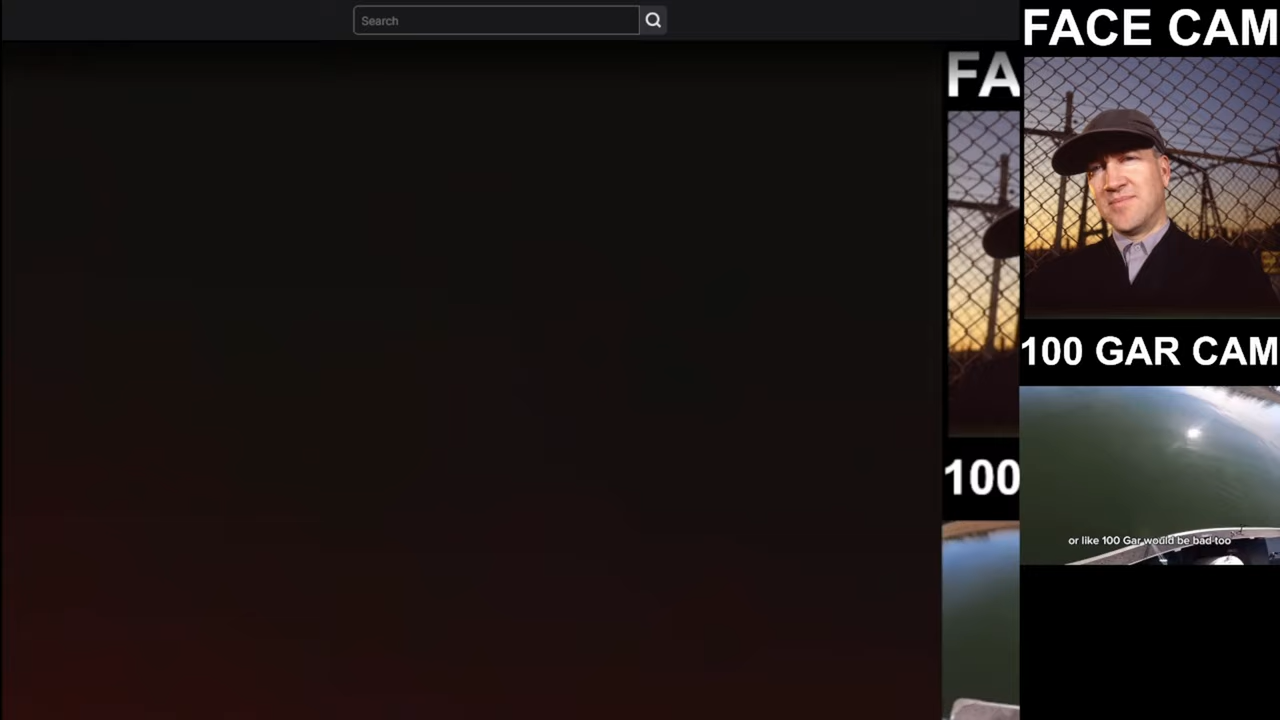 Search
FACE CAM
FA
100 GAR CAM
100
or like 100 Gar would be bad too